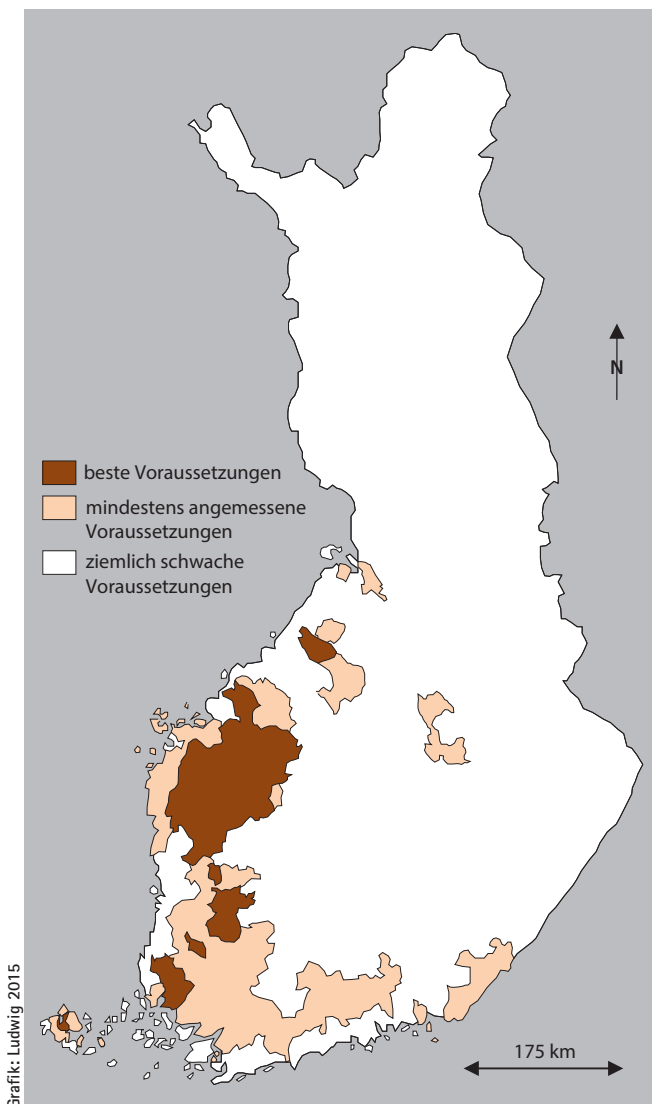 N
beste Voraussetzungen
mindestens angemessene
Voraussetzungen
ziemlich schwache
Voraussetzungen
175 km
Grafik: Ludwig 2015